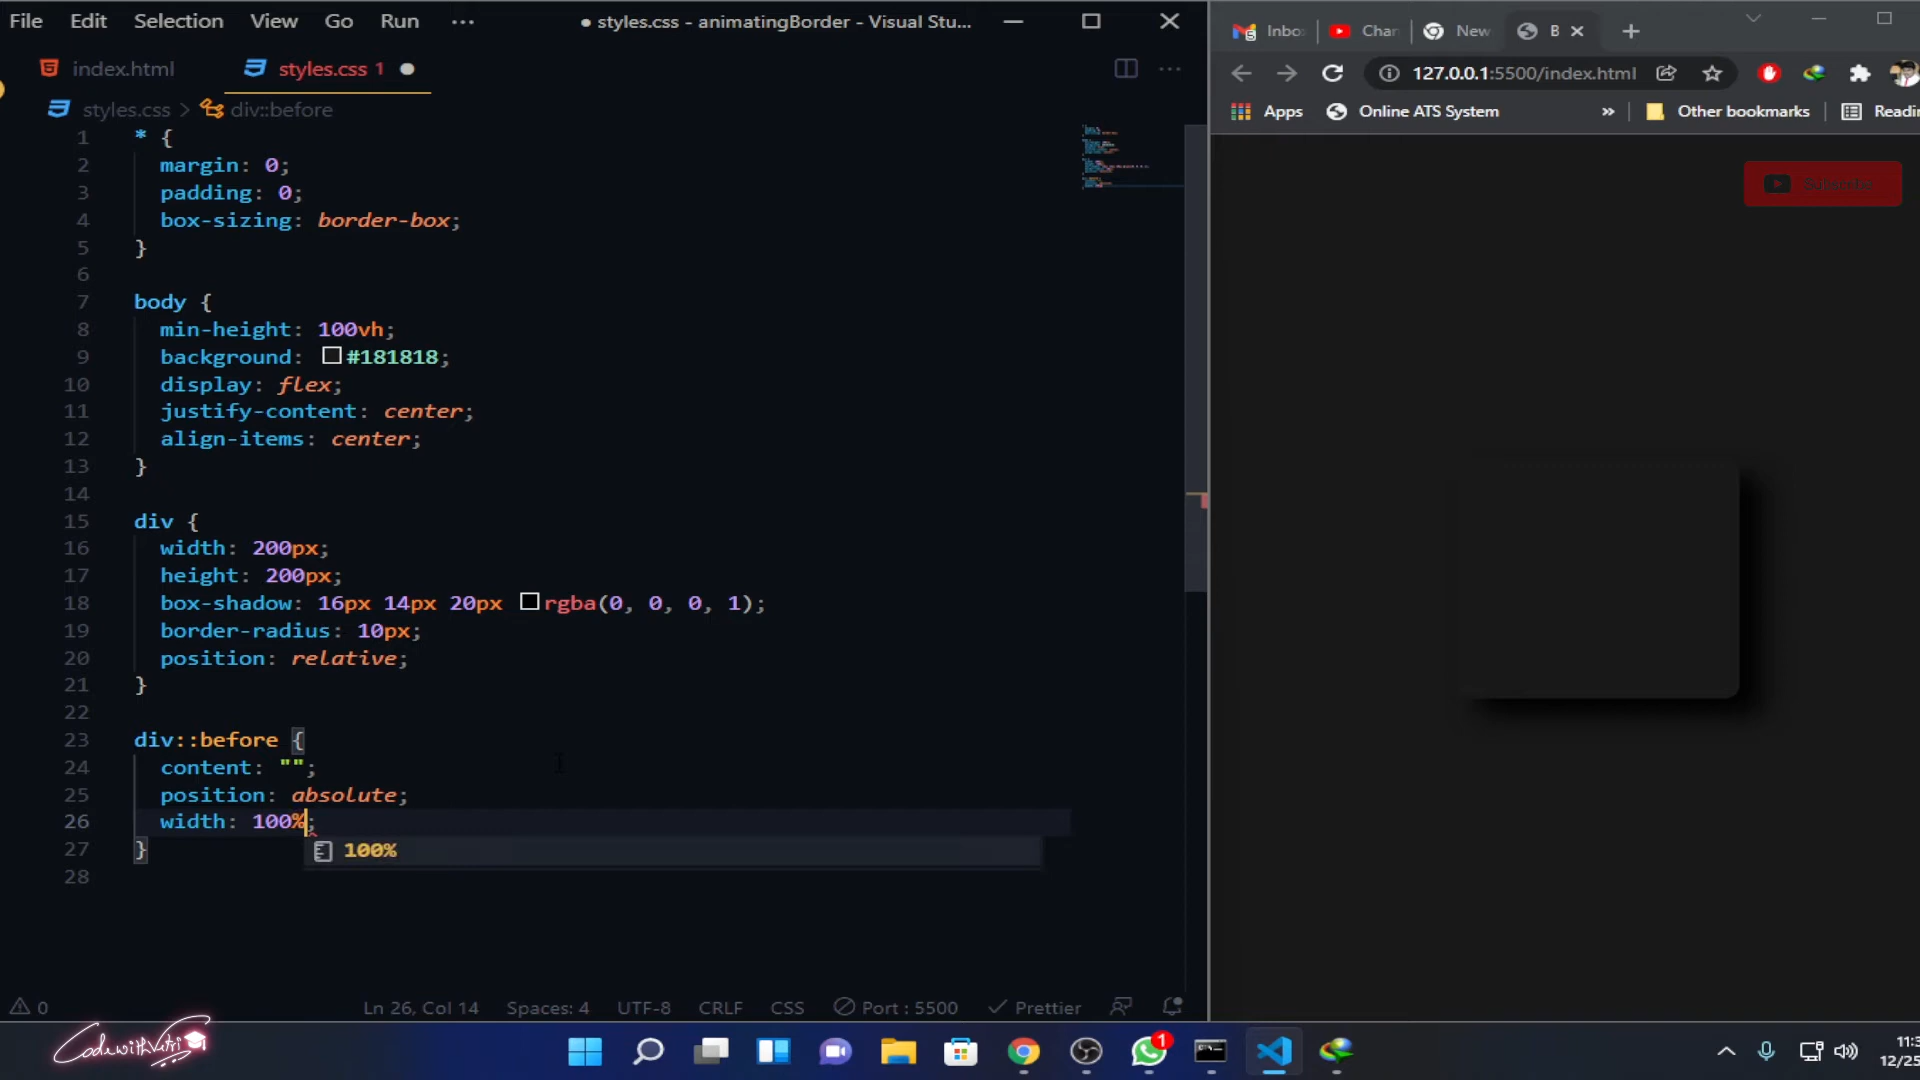 File Edit Selection View Go Run ···
● styles.css - animatingBorder - Visual Stu...
index.html styles.css 1 ●
styles.css > div::before
1 * {
2 margin: 0;
3 padding: 0;
4 box-sizing: border-box;
5 }
6
7 body {
8 min-height: 100vh;
9 background: #181818;
10 display: flex;
11 justify-content: center;
12 align-items: center;
13 }
14
15 div {
16 width: 200px;
17 height: 200px;
18 box-shadow: 16px 14px 20px rgba(0, 0, 0, 1);
19 border-radius: 10px;
20 position: relative;
21 }
22
23 div::before {
24 content: "";
25 position: absolute;
26 width: 100%;
27 }
100%
28
0 Ln 26, Col 14 Spaces: 4 UTF-8 CRLF CSS Port : 5500 Prettier
Inbo Char New B
127.0.0.1:5500/index.html
Apps Online ATS System » Other bookmarks Readin
Subscribe
CodewithVetri
1
11:3
12/25